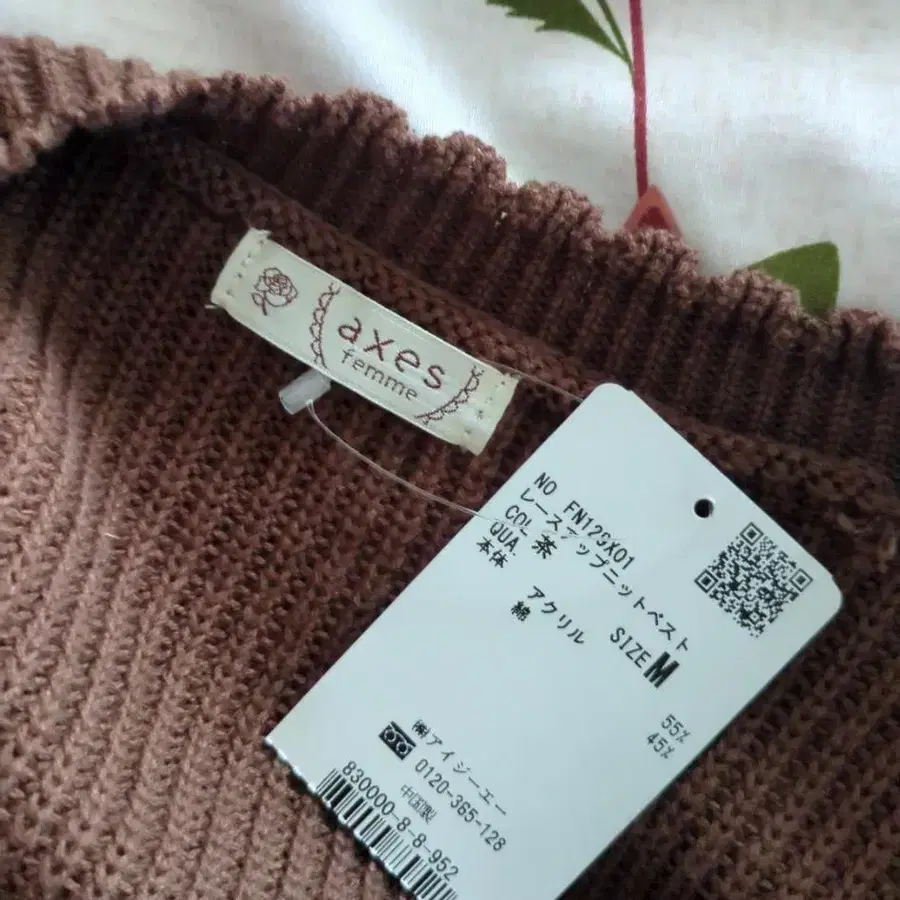 axes
femme
NO FN129X01
レースアップニットベスト
COL 茶 SIZE M
QUA.
本体 アクリル 55%
綿 45%
㈱アイジーエー
0120-365-128
中国製
830000-8-8-952